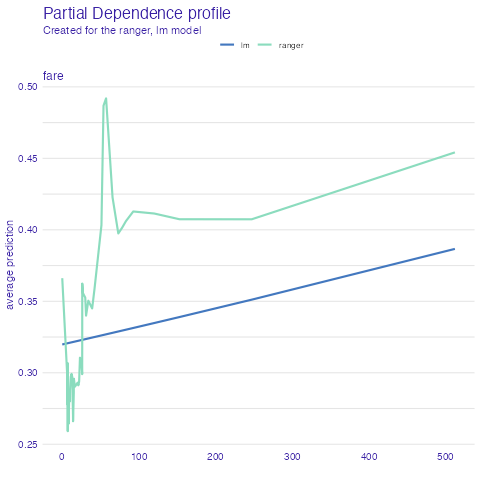 Partial Dependence profile
Created for the ranger, lm model
lm ranger
fare
0.50
0.45
0.40
0.35
0.30
0.25
average prediction
0 100 200 300 400 500